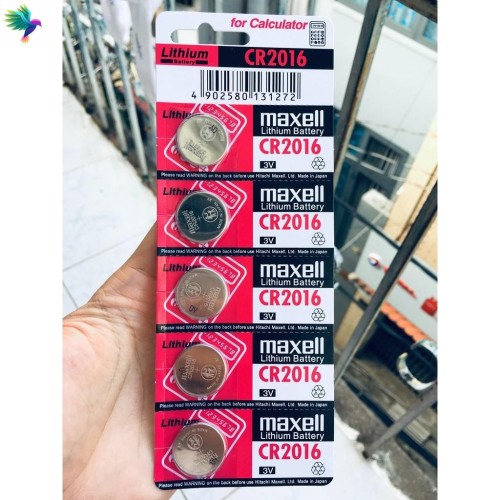 for Calculator
Lithium
Battery
CR2016
4 902580 131272
maxell
Lithium Battery
CR2016
3V
Please read WARNING on the back before use Hitachi Maxell, Ltd. Made in Japan
Lithium
maxell
Lithium Battery
CR2016
3V
Please read WARNING on the back before use Hitachi Maxell, Ltd. Made in Japan
Lithium
maxell
Lithium Battery
CR2016
3V
Please read WARNING on the back before use Hitachi Maxell, Ltd. Made in Japan
Lithium
maxell
Lithium Battery
CR2016
3V
Please read WARNING on the back before use Hitachi Maxell, Ltd. Made in Japan
Lithium
maxell
Lithium Battery
CR2016
3V